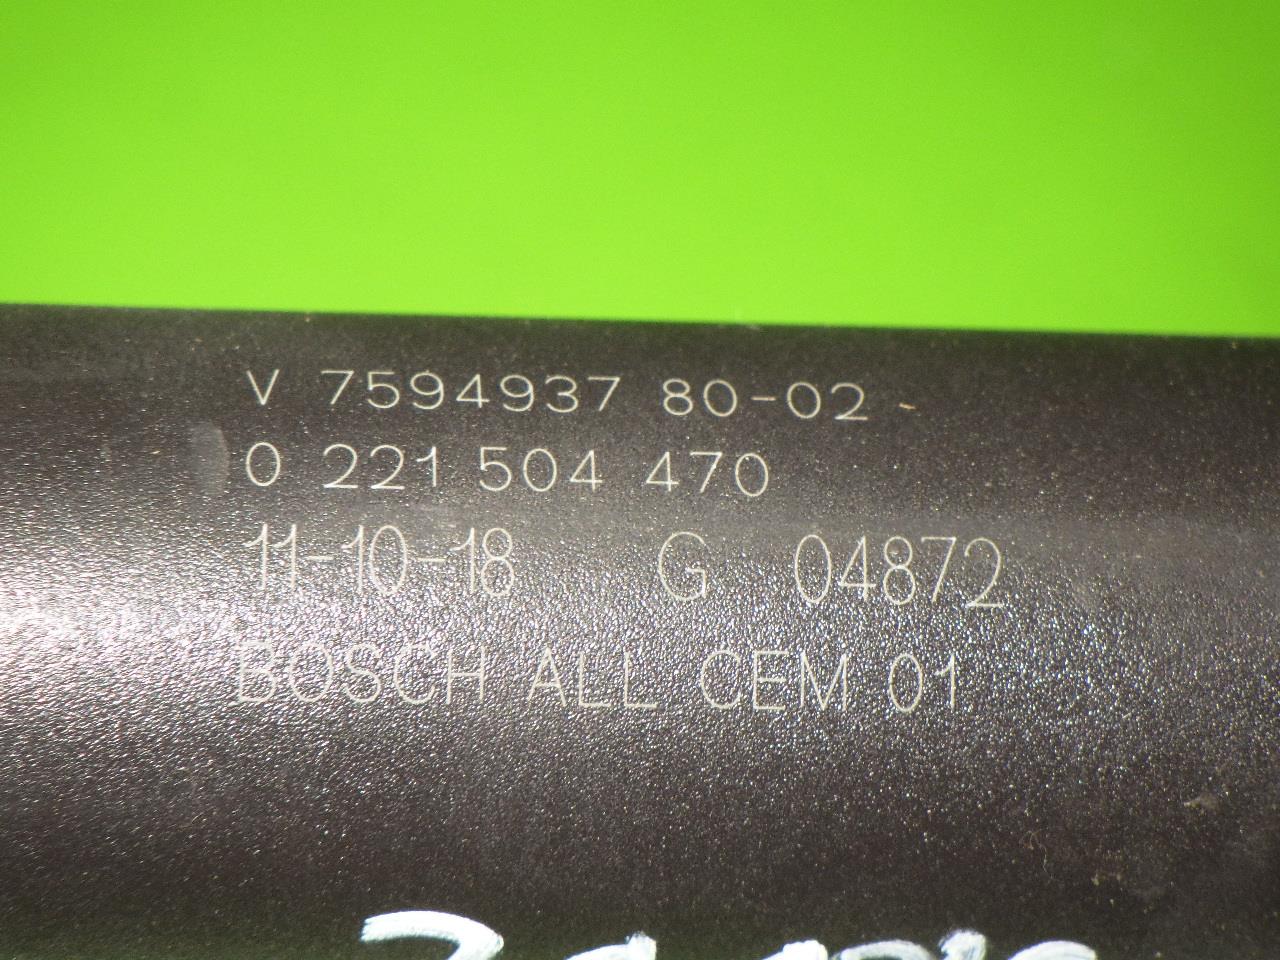 V 7594937 80-02
0 221 504 470
11-10-18 G 04872
BOSCH ALL CEM 01